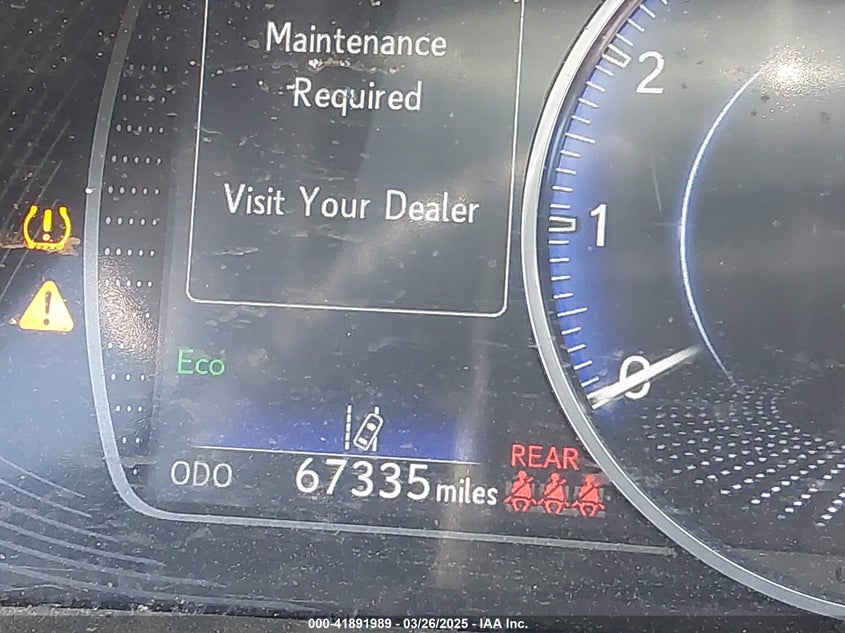 Maintenance
Required
Visit Your Dealer
2
1
0
Eco
ODO 67335 miles
REAR
000-41891989 — 03/26/2025 - IAA Inc.